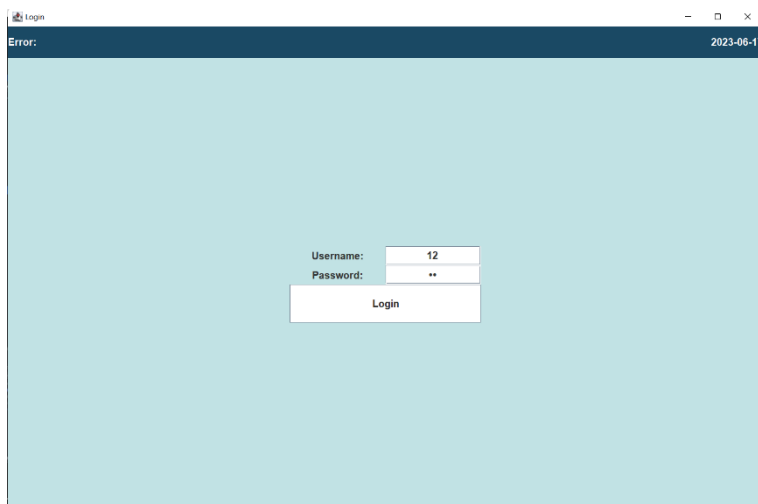 Login
Error: 2023-06-1
Username: 12
Password: ••
Login